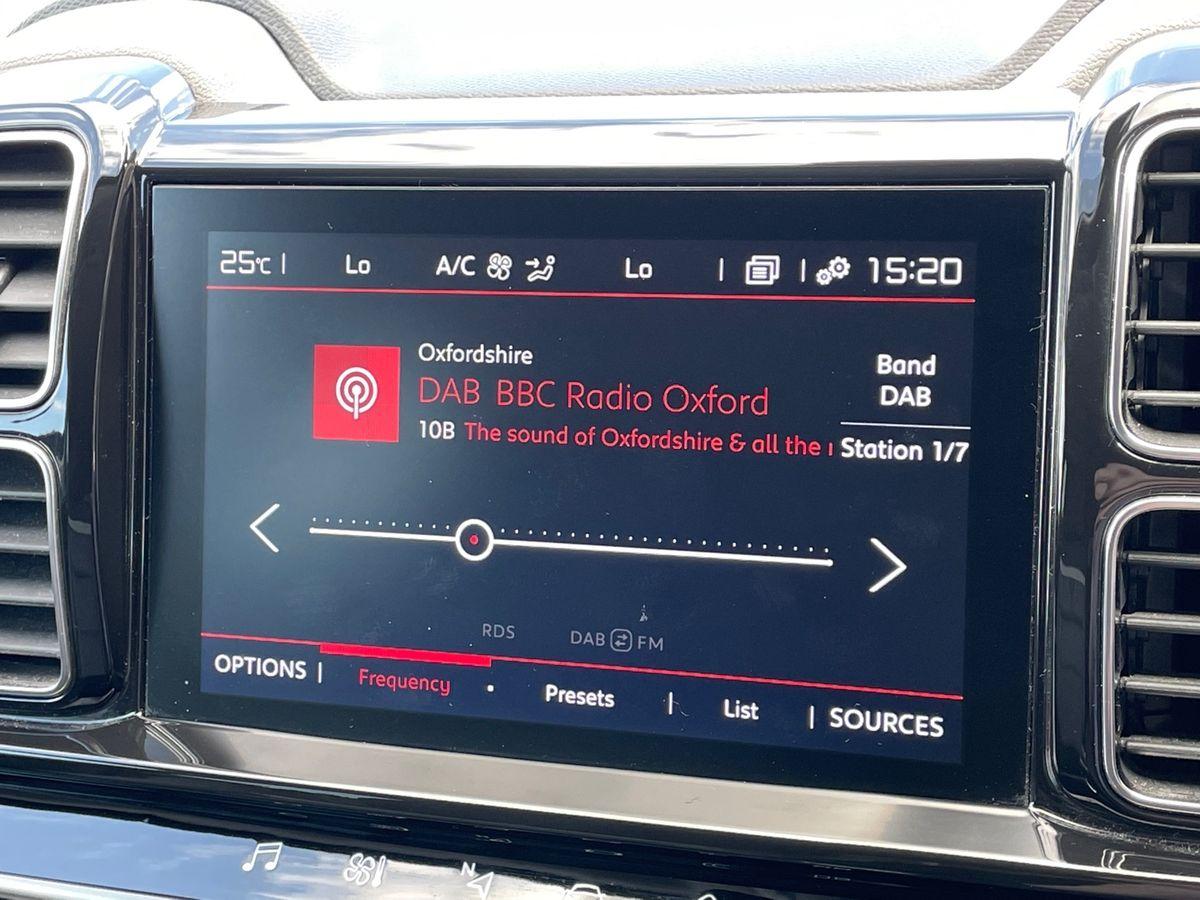 25°C | Lo A/C Lo | | 15:20
Oxfordshire
DAB BBC Radio Oxford
10B The sound of Oxfordshire & all the
Band
DAB
Station 1/7
RDS DAB FM
OPTIONS | Frequency Presets | List | SOURCES
N